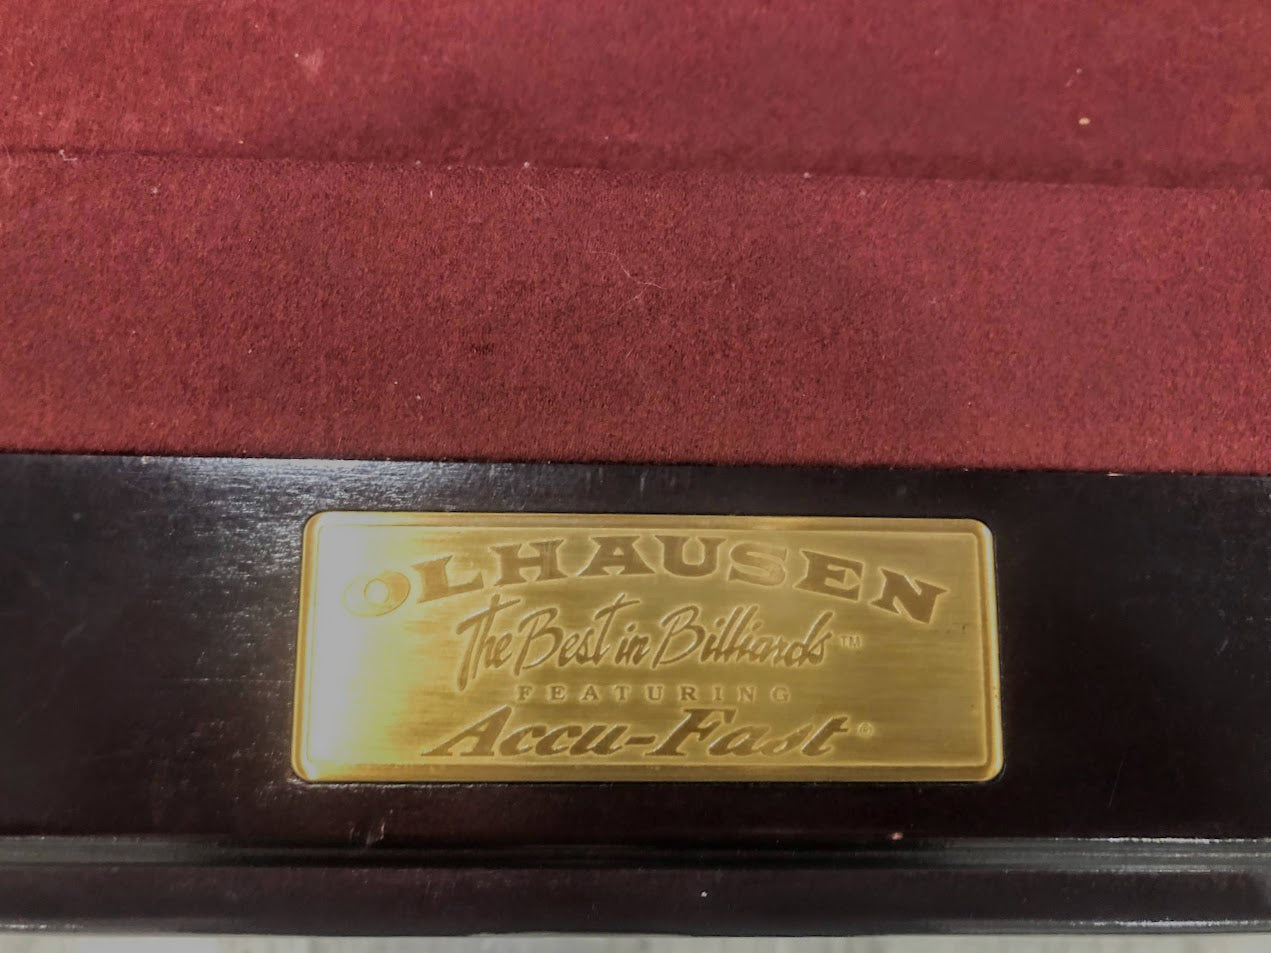 OLHAUSEN
The Best in Billiards™
FEATURING
Accu-Fast©